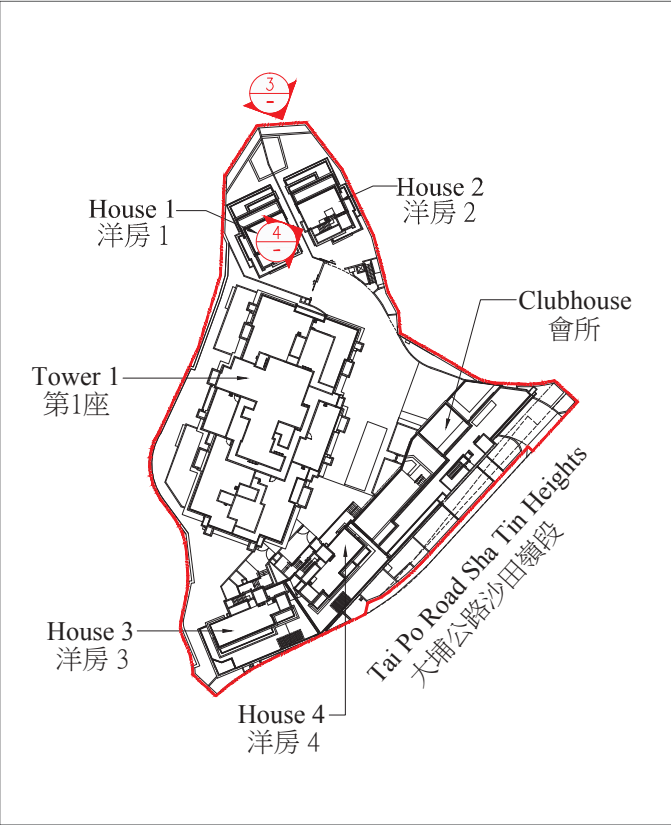 3
-
House 1
洋房 1
4
-
House 2
洋房 2
Clubhouse
會所
Tower 1
第1座
Tai Po Road Sha Tin Heights
大埔公路沙田嶺段
House 3
洋房 3
House 4
洋房 4